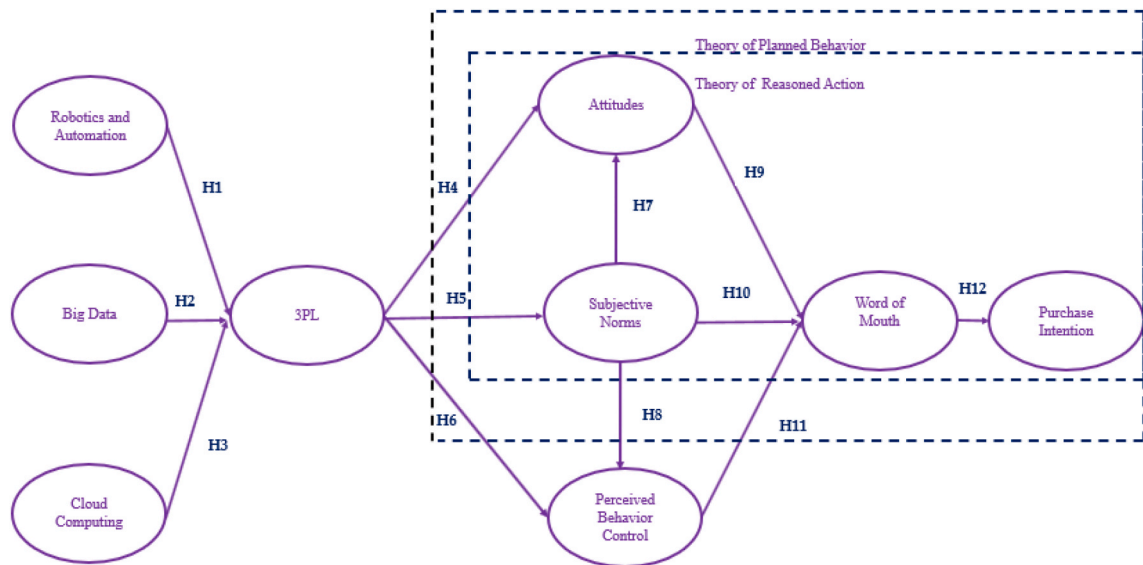 Theory of Planned Behavior
Theory of Reasoned Action
Robotics and
Automation
Attitudes
H1
H4
H7
H9
Big Data
H2
3PL
H5
Subjective
Norms
H10
Word of
Mouth
H12
Purchase
Intention
H3
H6
H8
H11
Cloud
Computing
Perceived
Behavior
Control